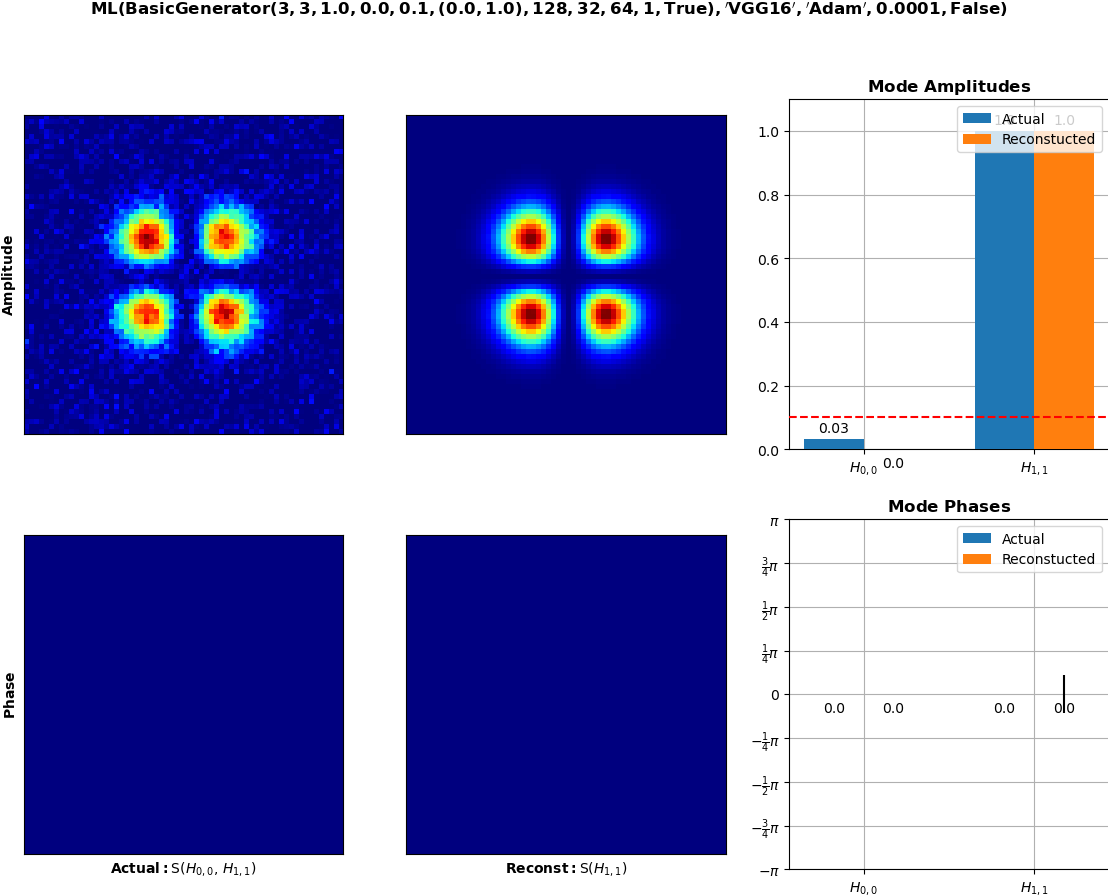 ML(BasicGenerator(3, 3, 1.0, 0.0, 0.1, (0.0, 1.0), 128, 32, 64, 1, True), ′VGG16′, ′Adam′, 0.0001, False)
Mode Amplitudes
Actual
Reconstucted
1.0
1.0
0.8
0.6
0.4
0.2
0.0
0.03
0.0
H0,0
H1,1
Amplitude
Mode Phases
Actual
Reconstucted
π
3/4π
1/2π
1/4π
0
−1/4π
−1/2π
−3/4π
−π
0.0
0.0
0.0
0.0
H0,0
H1,1
Phase
Actual: S(H0,0, H1,1)
Reconst: S(H1,1)